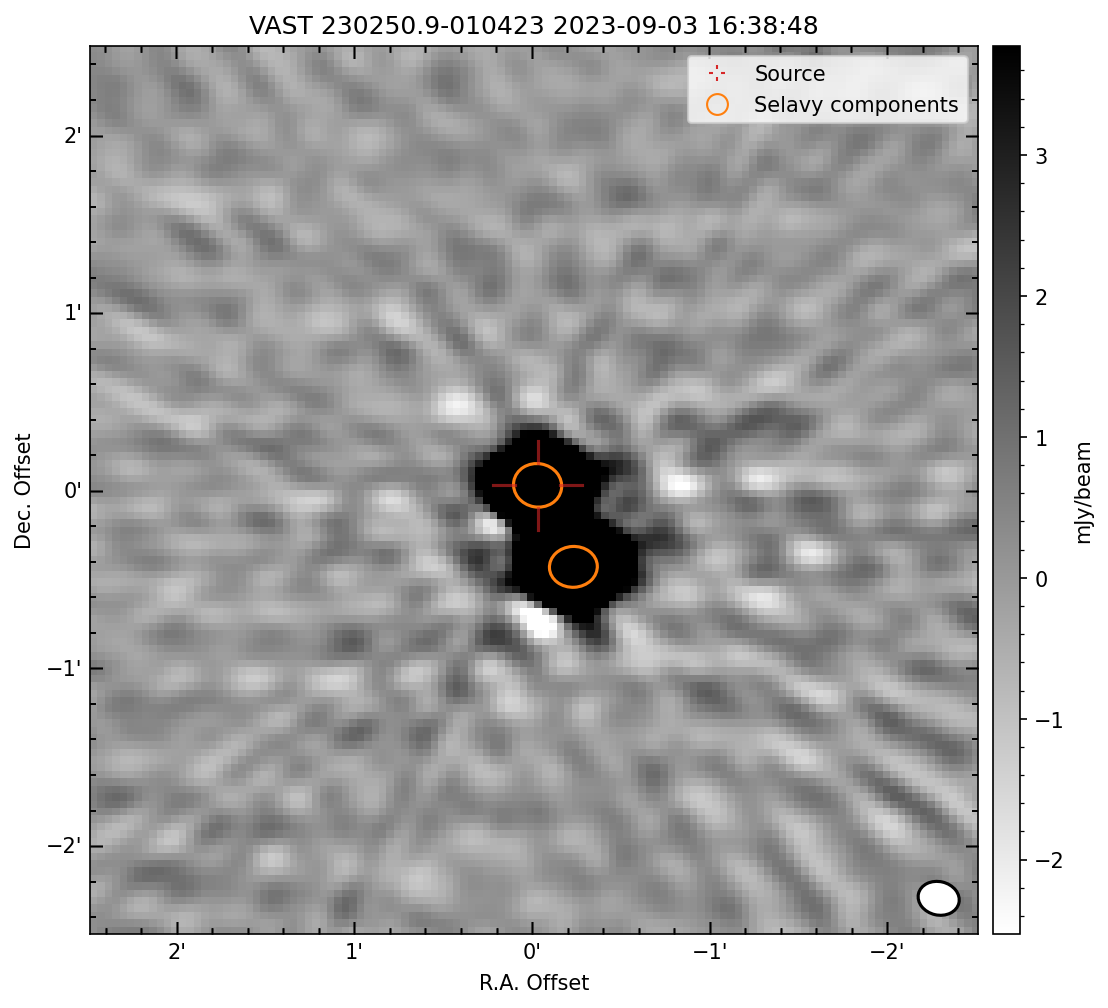 VAST 230250.9-010423 2023-09-03 16:38:48
Source
Selavy components
2'
1'
0'
−1'
−2'
Dec. Offset
2'
1'
0'
−1'
−2'
R.A. Offset
3
2
1
0
−1
−2
mJy/beam